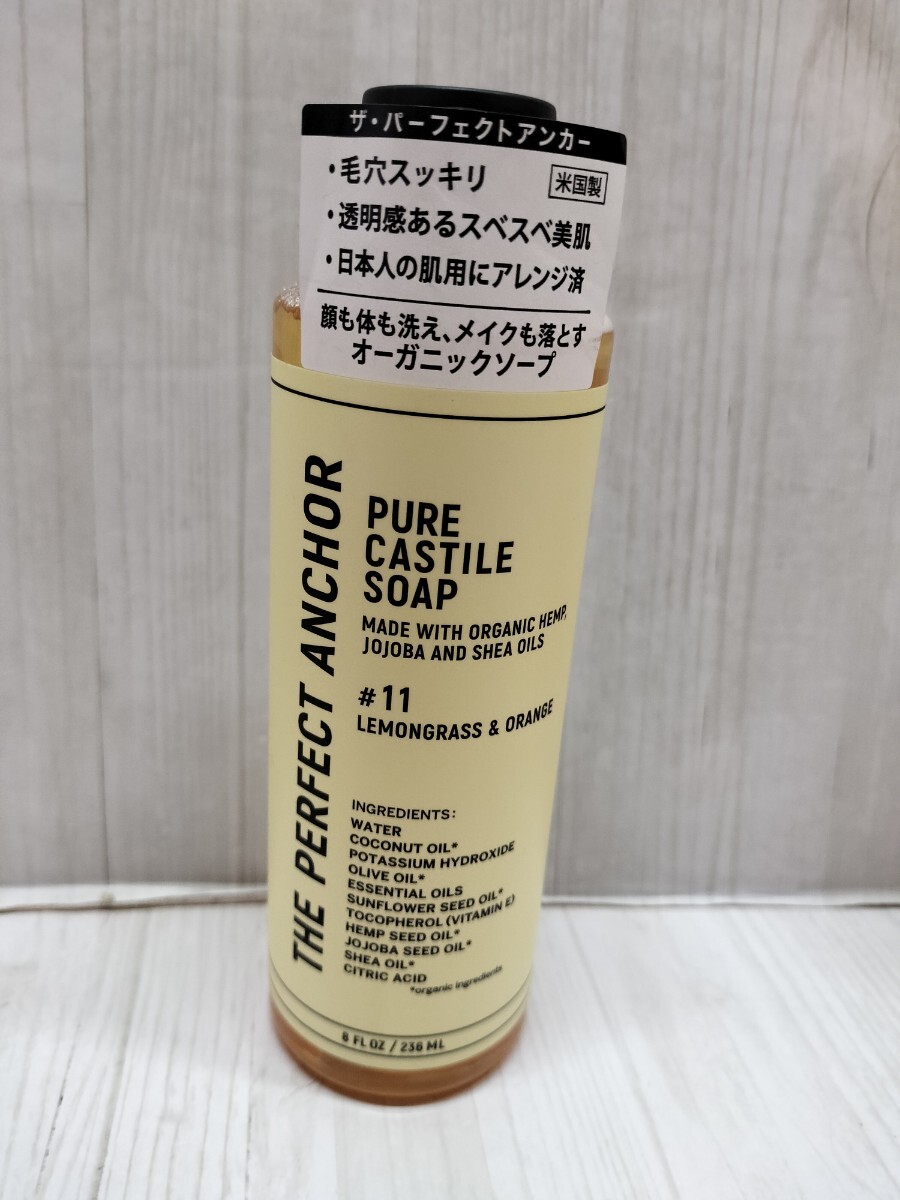 ザ・パーフェクトアンカー
・毛穴スッキリ
米国製
・透明感あるスベスベ美肌
・日本人の肌用にアレンジ済
顔も体も洗え、メイクも落とす
オーガニックソープ
THE PERFECT ANCHOR
PURE
CASTILE
SOAP
MADE WITH ORGANIC HEMP,
JOJOBA AND SHEA OILS
#11
LEMONGRASS & ORANGE
INGREDIENTS:
WATER
COCONUT OIL*
POTASSIUM HYDROXIDE
OLIVE OIL*
ESSENTIAL OILS
SUNFLOWER SEED OIL*
TOCOPHEROL (VITAMIN E)
HEMP SEED OIL*
JOJOBA SEED OIL*
SHEA OIL*
CITRIC ACID
*organic ingredients
8 FL OZ / 236 ML